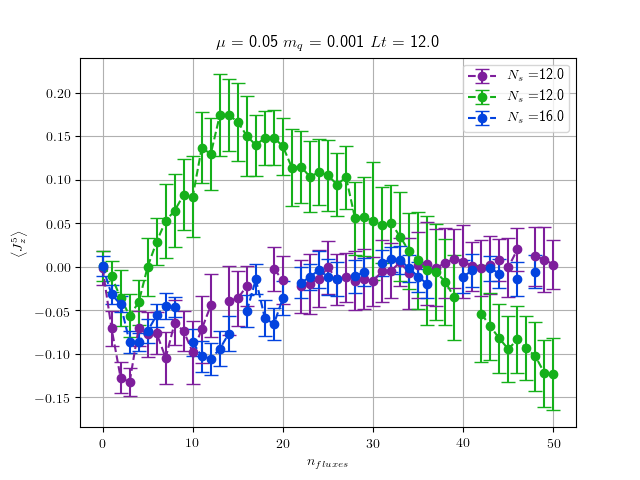 μ = 0.05 m_q = 0.001 Lt = 12.0
N_s =12.0
N_s =12.0
N_s =16.0
⟨J_z^5⟩
0.20
0.15
0.10
0.05
0.00
−0.05
−0.10
−0.15
0 10 20 30 40 50
n_{fluxes}